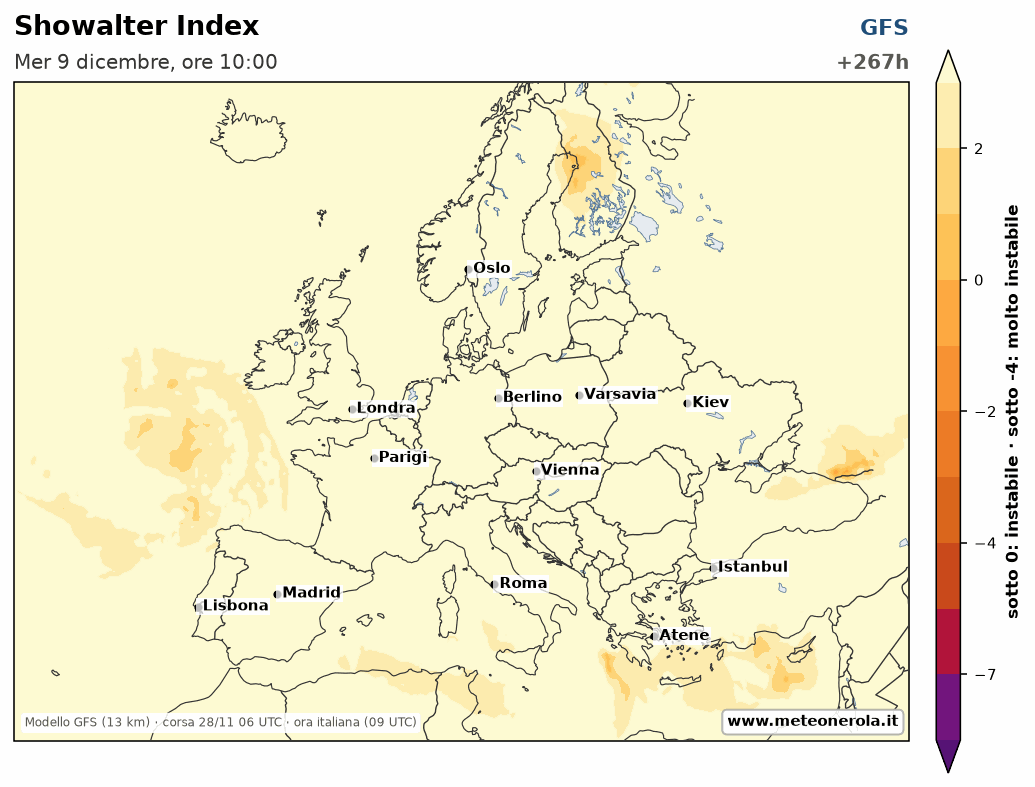 Showalter Index
GFS
Mer 9 dicembre, ore 10:00
+267h
2
0
−2
−4
−7
sotto 0: instabile · sotto -4: molto instabile
Oslo
Londra
Berlino
Varsavia
Kiev
Parigi
Vienna
Istanbul
Roma
Madrid
Lisbona
Atene
Modello GFS (13 km) · corsa 28/11 06 UTC · ora italiana (09 UTC)
www.meteonerola.it